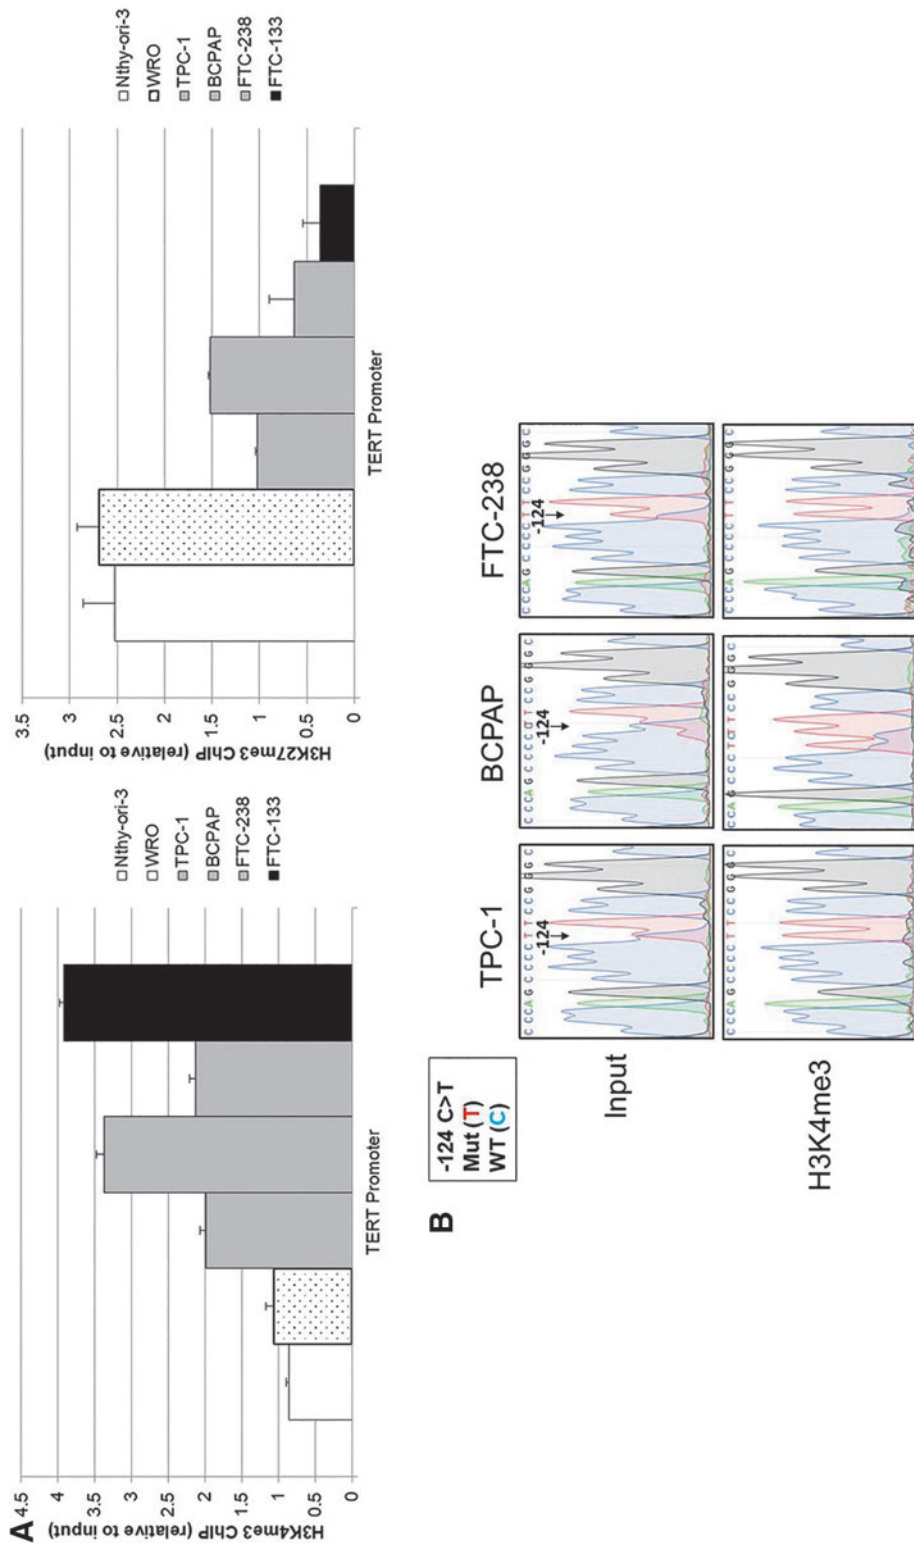 A
H3K4me3 ChIP (relative to input)
4.5
4
3.5
3
2.5
2
1.5
1
0.5
0
TERT Promoter
Nthy-ori-3
WRO
TPC-1
BCPAP
FTC-238
FTC-133
H3K27me3 ChIP (relative to input)
3.5
3
2.5
2
1.5
1
0.5
0
TERT Promoter
Nthy-ori-3
WRO
TPC-1
BCPAP
FTC-238
FTC-133
B
-124 C>T
Mut (T)
WT (C)
TPC-1 BCPAP FTC-238
Input
C C C A G C C C C T T C C G G G C
-124
-124
C C C A G C C C C T T C C G G G C
-124
H3K4me3
C C C A G C C C C T T C C G G G C
C C C A G C C C C T T C C G G G C